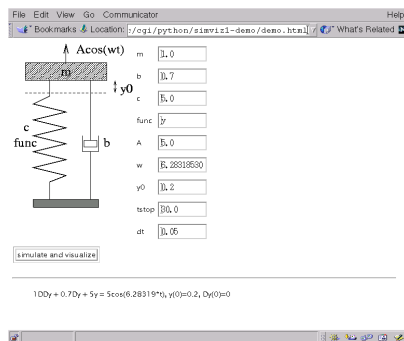 File Edit View Go Communicator Help
Bookmarks Location: :/cgi/python/simviz1-demo/demo.html What's Related
Acos(wt)
m
y0
c
func
b
m 1.0
b 0.7
c 5.0
func y
A 5.0
w 6.28318530
y0 0.2
tstop 30.0
dt 0.05
simulate and visualize
1DDy + 0.7Dy + 5y = 5cos(6.28319*t), y(0)=0.2, Dy(0)=0